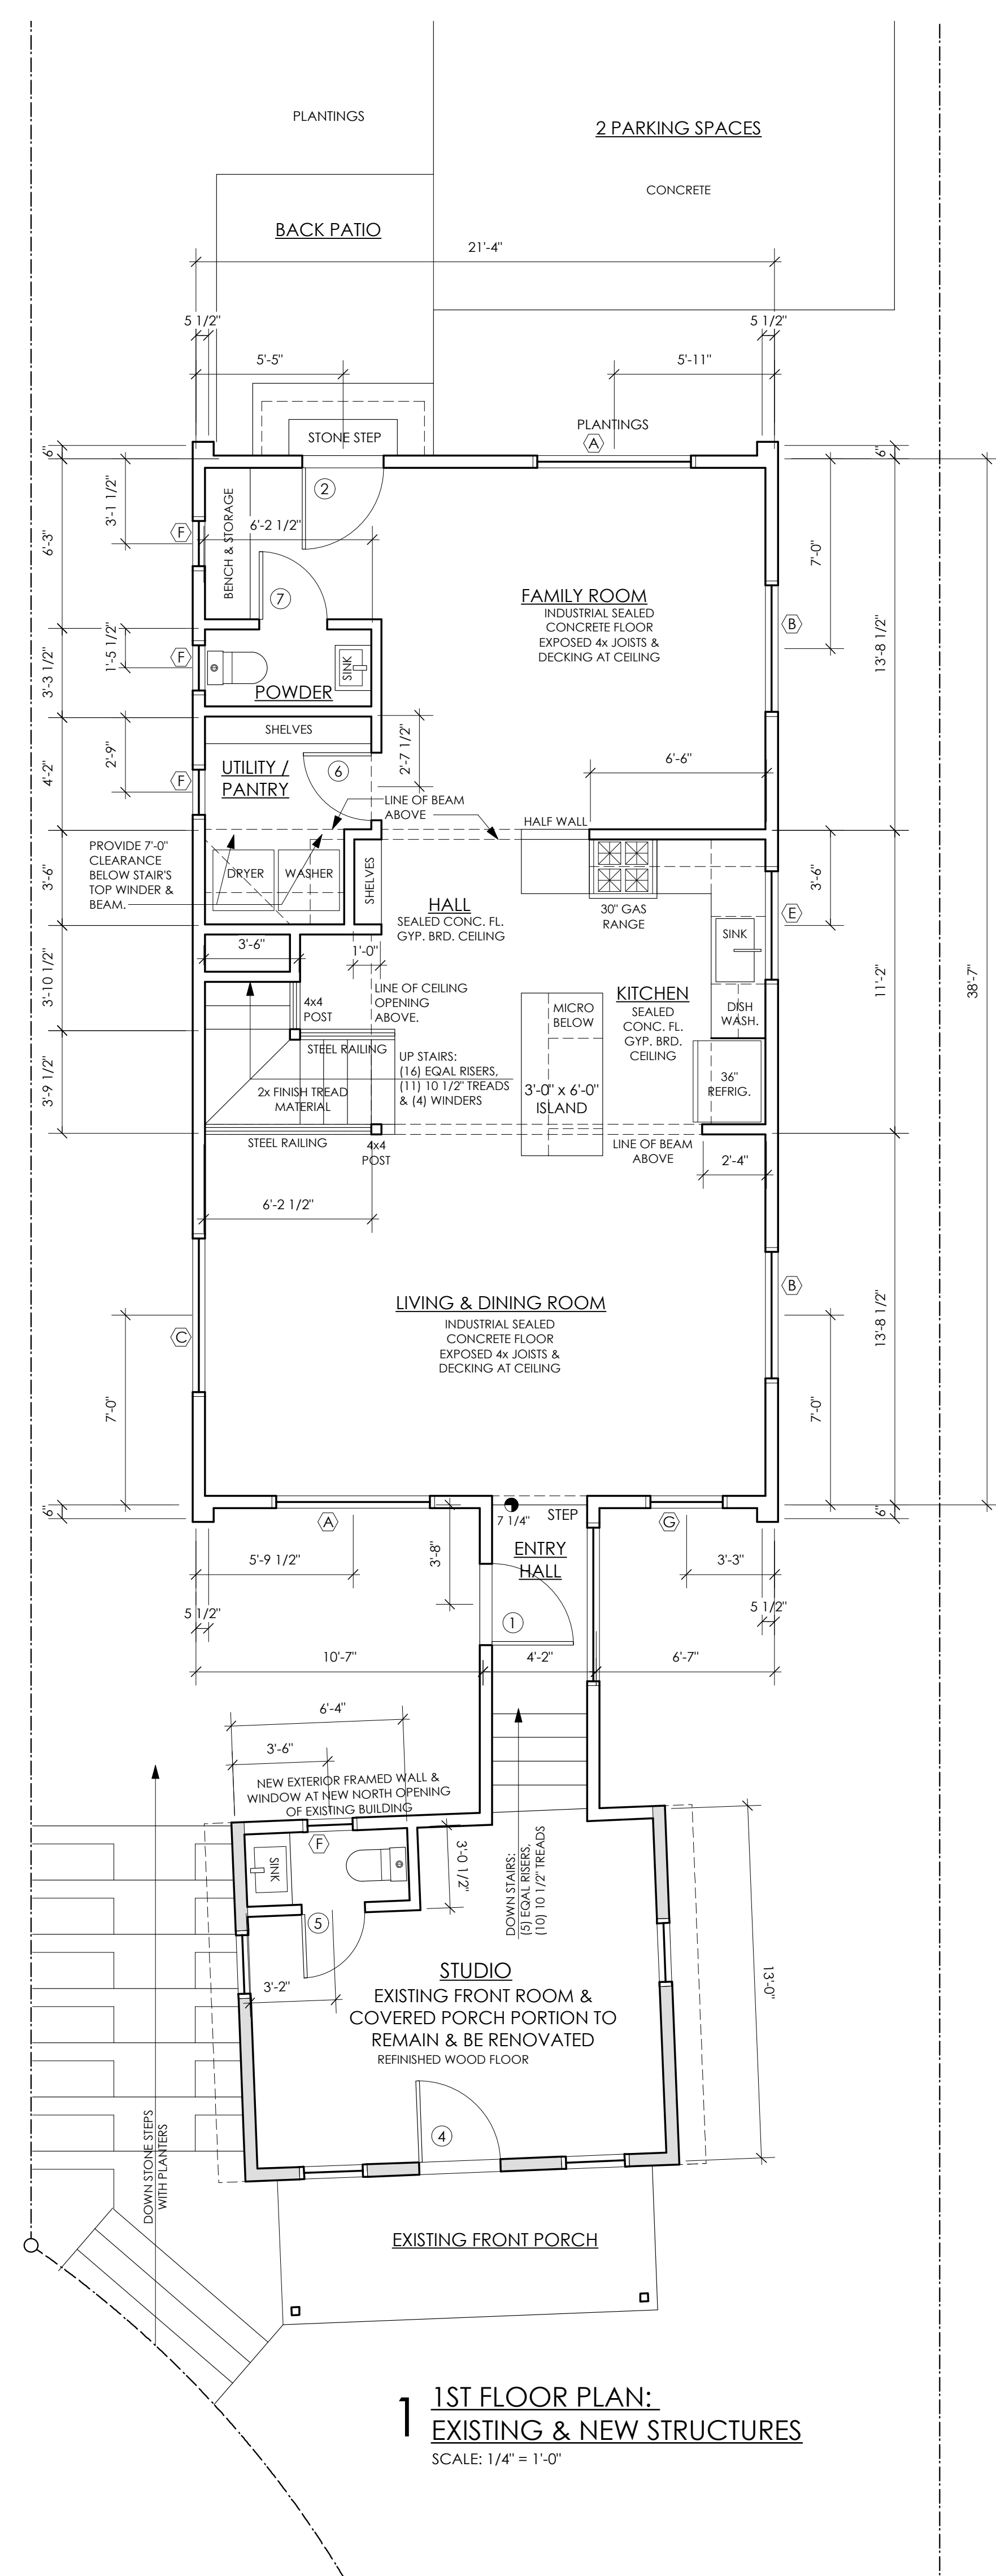 PLANTINGS
2 PARKING SPACES
CONCRETE
BACK PATIO
21'-4"
5 1/2"
5 1/2"
5'-5"
5'-11"
PLANTINGS
A
STONE STEP
6"
6"
3'-1 1/2"
6'-3"
F
BENCH & STORAGE
2
6'-2 1/2"
7
7'-0"
FAMILY ROOM
INDUSTRIAL SEALED
CONCRETE FLOOR
EXPOSED 4x JOISTS &
DECKING AT CEILING
B
13'-8 1/2"
1'-5 1/2"
3'-3 1/2"
F
SINK
POWDER
SHELVES
2'-9"
4'-2"
F
UTILITY /
PANTRY
6
2'-7 1/2"
6'-6"
LINE OF BEAM
ABOVE
HALF WALL
PROVIDE 7'-0"
CLEARANCE
BELOW STAIR'S
TOP WINDER &
BEAM.
3'-6"
DRYER
WASHER
SHELVES
HALL
SEALED CONC. FL.
GYP. BRD. CEILING
30" GAS
RANGE
SINK
E
3'-6"
3'-6"
1'-0"
3'-10 1/2"
4x4
POST
LINE OF CEILING
OPENING
ABOVE.
MICRO
BELOW
KITCHEN
SEALED
CONC. FL.
GYP. BRD.
CEILING
DISH
WASH.
11'-2"
38'-7"
STEEL RAILING
UP STAIRS:
(16) EQAL RISERS,
(11) 10 1/2" TREADS
& (4) WINDERS
3'-9 1/2"
2x FINISH TREAD
MATERIAL
3'-0" x 6'-0"
ISLAND
36"
REFRIG.
STEEL RAILING
4x4
POST
LINE OF BEAM
ABOVE
2'-4"
6'-2 1/2"
LIVING & DINING ROOM
INDUSTRIAL SEALED
CONCRETE FLOOR
EXPOSED 4x JOISTS &
DECKING AT CEILING
B
C
13'-8 1/2"
7'-0"
7'-0"
6"
6"
A
7 1/4"
STEP
G
ENTRY
HALL
3'-8"
5'-9 1/2"
3'-3"
5 1/2"
5 1/2"
1
10'-7"
4'-2"
6'-7"
6'-4"
3'-6"
NEW EXTERIOR FRAMED WALL &
WINDOW AT NEW NORTH OPENING
OF EXISTING BUILDING
F
SINK
3'-0 1/2"
DOWN STAIRS:
(5) EQAL RISERS,
(10) 10 1/2" TREADS
5
3'-2"
STUDIO
EXISTING FRONT ROOM &
COVERED PORCH PORTION TO
REMAIN & BE RENOVATED
REFINISHED WOOD FLOOR
13'-0"
4
DOWN STONE STEPS
WITH PLANTERS
EXISTING FRONT PORCH
1
1ST FLOOR PLAN:
EXISTING & NEW STRUCTURES
SCALE: 1/4" = 1'-0"